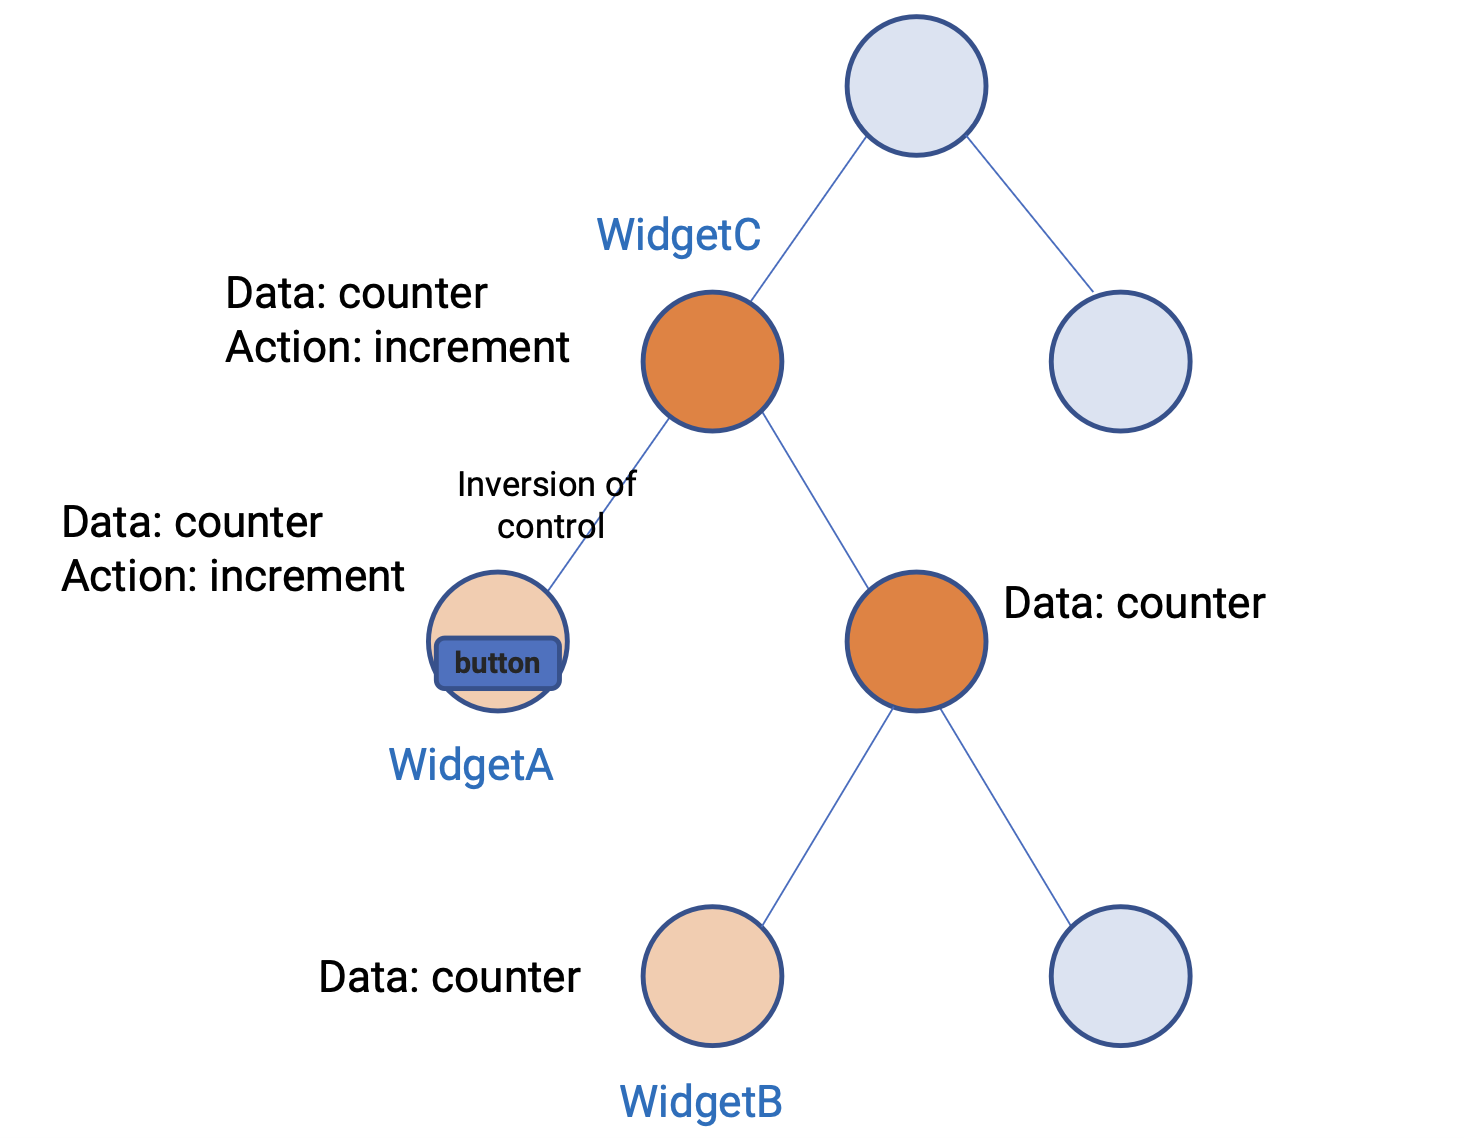 WidgetC
Data: counter
Action: increment
Inversion of
control
Data: counter
Action: increment
button
Data: counter
WidgetA
Data: counter
WidgetB